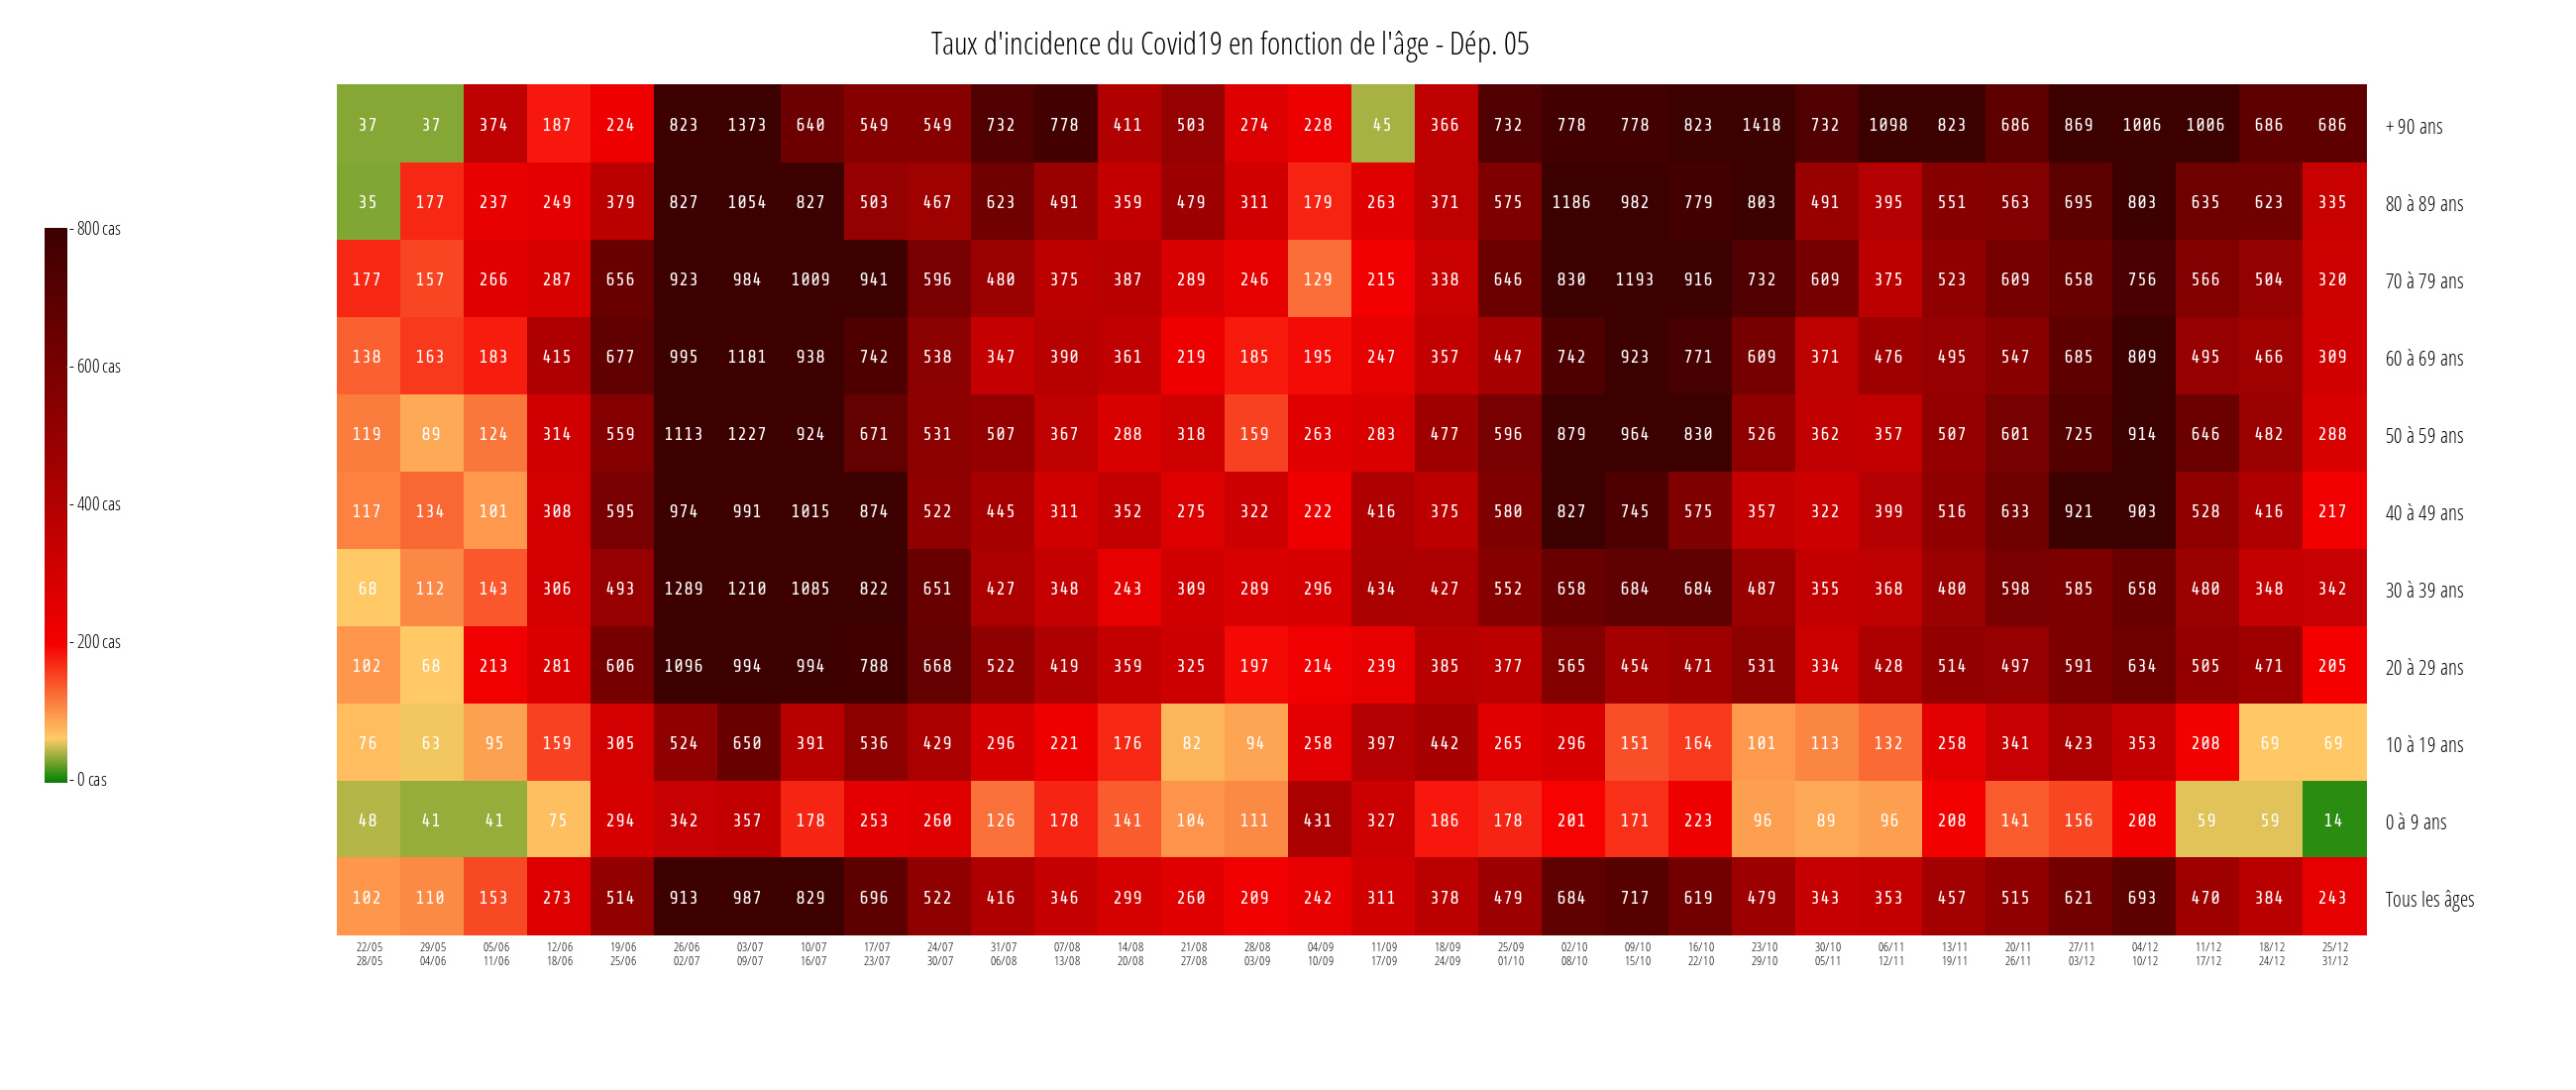 Taux d'incidence du Covid19 en fonction de l'âge - Dép. 05
- 800 cas
- 600 cas
- 400 cas
- 200 cas
- 0 cas
37 37 374 187 224 823 1373 640 549 549 732 778 411 503 274 228 45 366 732 778 778 823 1418 732 1098 823 686 869 1006 1006 686 686 + 90 ans
35 177 237 249 379 827 1054 827 503 467 623 491 359 479 311 179 263 371 575 1186 982 779 803 491 395 551 563 695 803 635 623 335 80 à 89 ans
177 157 266 287 656 923 984 1009 941 596 480 375 387 289 246 129 215 338 646 830 1193 916 732 609 375 523 609 658 756 566 504 320 70 à 79 ans
138 163 183 415 677 995 1181 938 742 538 347 390 361 219 185 195 247 357 447 742 923 771 609 371 476 495 547 685 809 495 466 309 60 à 69 ans
119 89 124 314 559 1113 1227 924 671 531 507 367 288 318 159 263 283 477 596 879 964 830 526 362 357 507 601 725 914 646 482 288 50 à 59 ans
117 134 101 308 595 974 991 1015 874 522 445 311 352 275 322 222 416 375 580 827 745 575 357 322 399 516 633 921 903 528 416 217 40 à 49 ans
68 112 143 306 493 1289 1210 1085 822 651 427 348 243 309 289 296 434 427 552 658 684 684 487 355 368 480 598 585 658 480 348 342 30 à 39 ans
102 68 213 281 606 1096 994 994 788 668 522 419 359 325 197 214 239 385 377 565 454 471 531 334 428 514 497 591 634 505 471 205 20 à 29 ans
76 63 95 159 305 524 650 391 536 429 296 221 176 82 94 258 397 442 265 296 151 164 101 113 132 258 341 423 353 208 69 69 10 à 19 ans
48 41 41 75 294 342 357 178 253 260 126 178 141 104 111 431 327 186 178 201 171 223 96 89 96 208 141 156 208 59 59 14 0 à 9 ans
102 110 153 273 514 913 987 829 696 522 416 346 299 260 209 242 311 378 479 684 717 619 479 343 353 457 515 621 693 470 384 243 Tous les âges
22/05 29/05 05/06 12/06 19/06 26/06 03/07 10/07 17/07 24/07 31/07 07/08 14/08 21/08 28/08 04/09 11/09 18/09 25/09 02/10 09/10 16/10 23/10 30/10 06/11 13/11 20/11 27/11 04/12 11/12 18/12 25/12
28/05 04/06 11/06 18/06 25/06 02/07 09/07 16/07 23/07 30/07 06/08 13/08 20/08 27/08 03/09 10/09 17/09 24/09 01/10 08/10 15/10 22/10 29/10 05/11 12/11 19/11 26/11 03/12 10/12 17/12 24/12 31/12